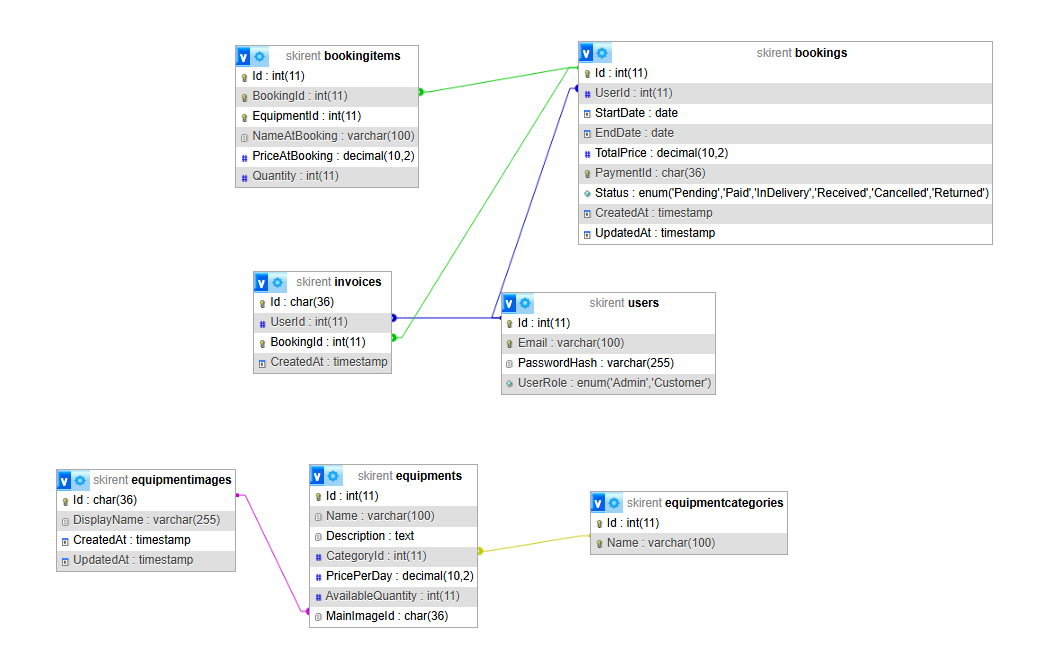 skirent bookingitems
Id : int(11)
BookingId : int(11)
EquipmentId : int(11)
NameAtBooking : varchar(100)
PriceAtBooking : decimal(10,2)
Quantity : int(11)
skirent bookings
Id : int(11)
UserId : int(11)
StartDate : date
EndDate : date
TotalPrice : decimal(10,2)
PaymentId : char(36)
Status : enum('Pending','Paid','InDelivery','Received','Cancelled','Returned')
CreatedAt : timestamp
UpdatedAt : timestamp
skirent invoices
Id : char(36)
UserId : int(11)
BookingId : int(11)
CreatedAt : timestamp
skirent users
Id : int(11)
Email : varchar(100)
PasswordHash : varchar(255)
UserRole : enum('Admin','Customer')
skirent equipmentimages
Id : char(36)
DisplayName : varchar(255)
CreatedAt : timestamp
UpdatedAt : timestamp
skirent equipments
Id : int(11)
Name : varchar(100)
Description : text
CategoryId : int(11)
PricePerDay : decimal(10,2)
AvailableQuantity : int(11)
MainImageId : char(36)
skirent equipmentcategories
Id : int(11)
Name : varchar(100)